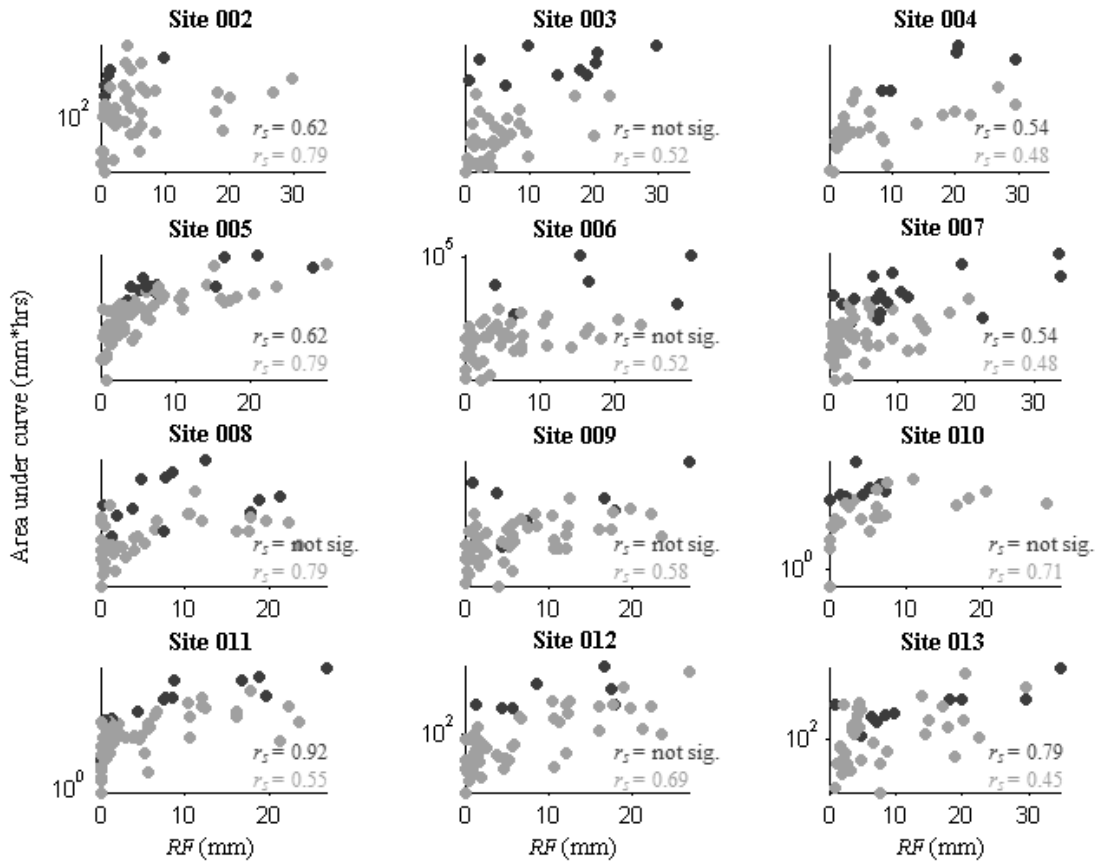 Site 002
Site 003
Site 004
10^2
r_s = 0.62
r_s = 0.79
r_s = not sig.
r_s = 0.52
r_s = 0.54
r_s = 0.48
0 10 20 30
0 10 20 30
0 10 20 30
Site 005
Site 006
Site 007
10^5
r_s = 0.62
r_s = 0.79
r_s = not sig.
r_s = 0.52
r_s = 0.54
r_s = 0.48
0 10 20 30
0 10 20 30
0 10 20 30
Area under curve (mm*hrs)
Site 008
Site 009
Site 010
r_s = not sig.
r_s = 0.79
r_s = not sig.
r_s = 0.58
10^0
r_s = not sig.
r_s = 0.71
0 10 20
0 10 20
0 10 20 30
Site 011
Site 012
Site 013
10^0
r_s = 0.92
r_s = 0.55
10^2
r_s = not sig.
r_s = 0.69
10^2
r_s = 0.79
r_s = 0.45
0 10 20
0 10 20
0 10 20 30
RF (mm)
RF (mm)
RF (mm)